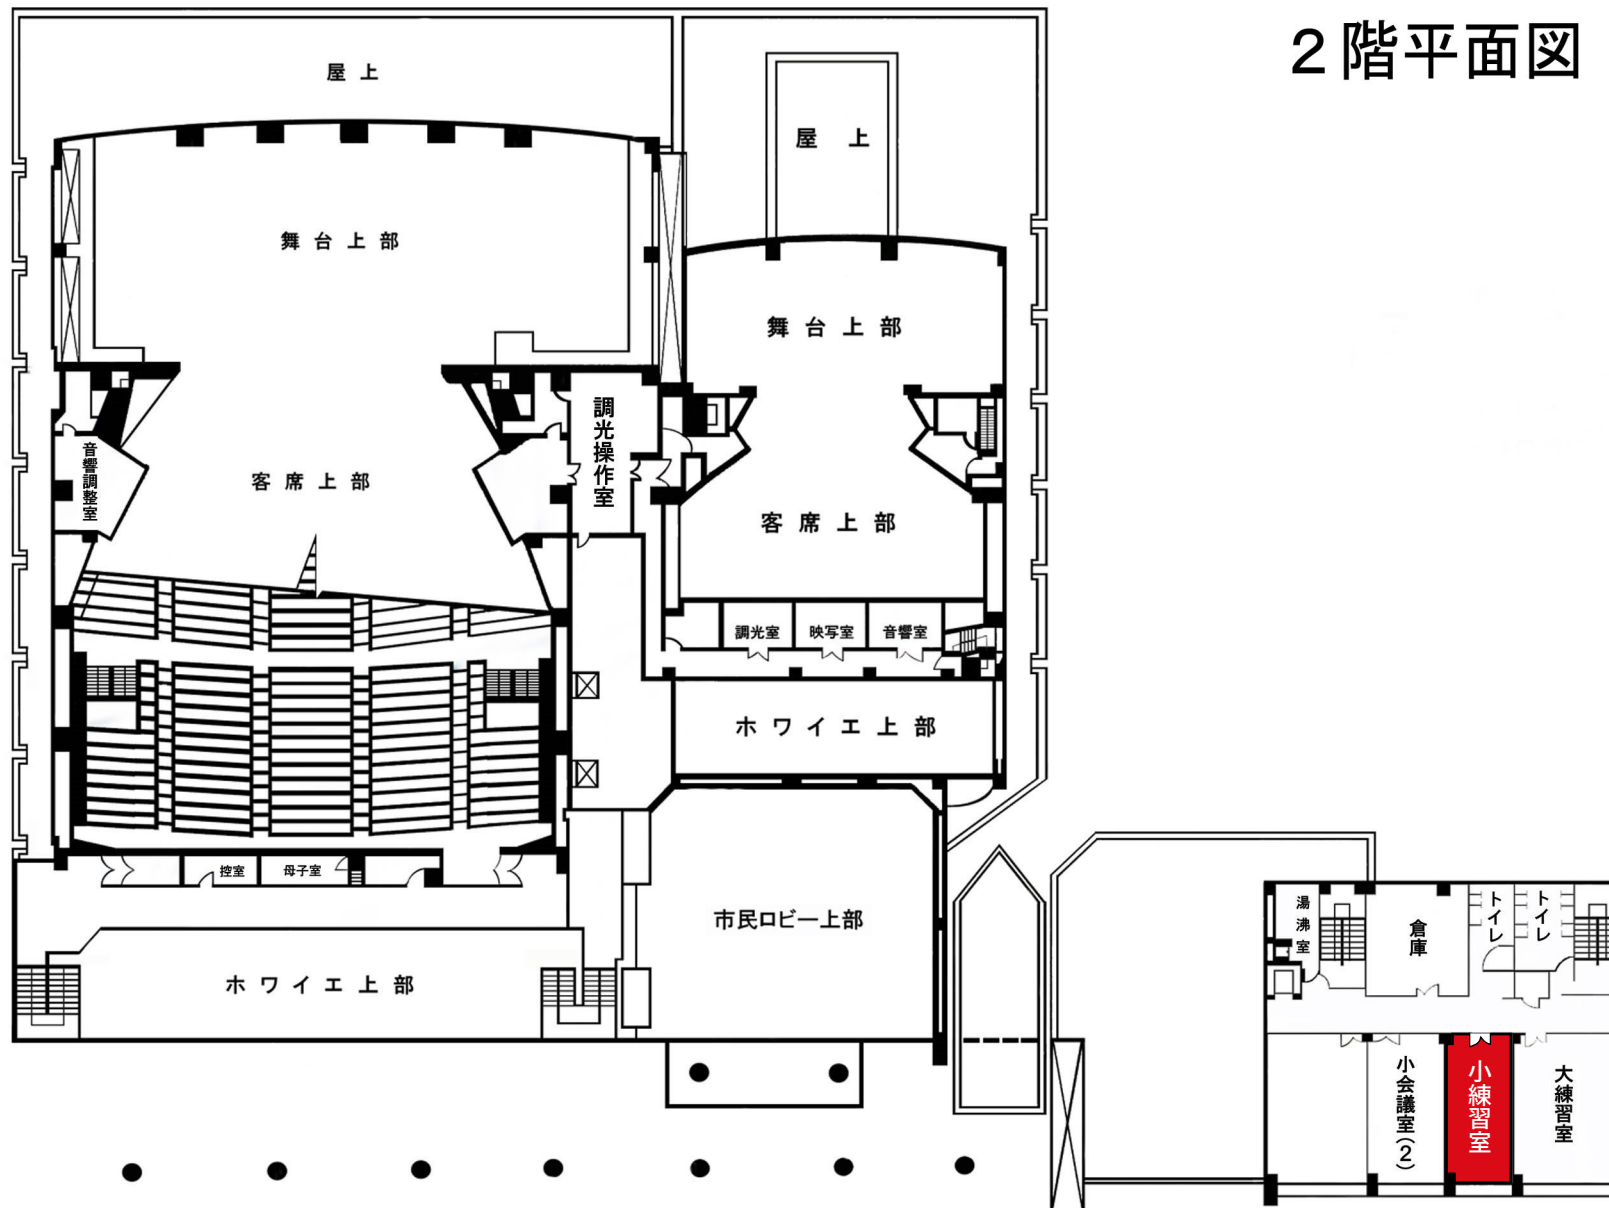 2階平面図
屋上
屋上
舞台上部
舞台上部
調光操作室
音響調整室
客席上部
客席上部
調光室
映写室
音響室
ホワイエ上部
控室
母子室
市民ロビー上部
ホワイエ上部
湯沸室
倉庫
トイレ
トイレ
小会議室(2)
小練習室
大練習室